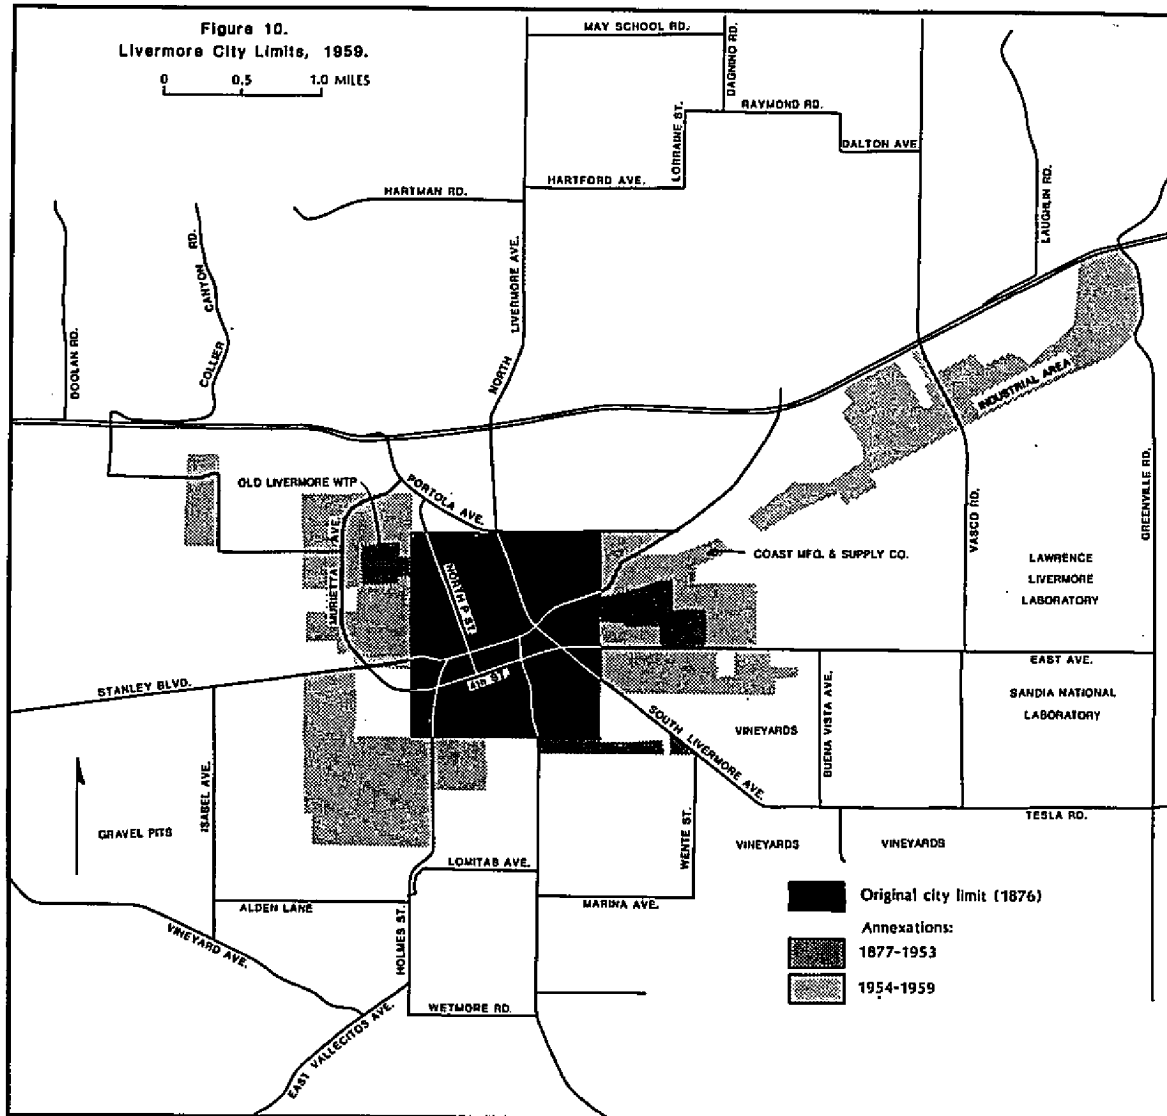 Figure 10.
Livermore City Limits, 1959.
0 0.5 1.0 MILES
MAY SCHOOL RD.
DAGNINO RD.
RAYMOND RD.
LORRAINE ST.
DALTON AVE
HARTFORD AVE.
HARTMAN RD.
LAUGHLIN RD.
COLLIER CANYON RD.
NORTH LIVERMORE AVE.
DOOLAN RD.
INDUSTRIAL AREA
GREENVILLE RD.
OLD LIVERMORE WTP
PORTOLA AVE.
VASCO RD.
MURIETTA AVE.
COAST MFG. & SUPPLY CO.
LAWRENCE
LIVERMORE
LABORATORY
NORTH P ST.
EAST AVE.
STANLEY BLVD.
4th ST
SANDIA NATIONAL
LABORATORY
SOUTH LIVERMORE AVE.
VINEYARDS
BUENA VISTA AVE.
ISABEL AVE.
TESLA RD.
GRAVEL PITS
WENTE ST.
VINEYARDS
VINEYARDS
LOMITAS AVE.
ALDEN LANE
MARINA AVE.
HOLMES ST.
VINEYARD AVE.
WETMORE RD.
EAST VALLECITOS AVE.
Original city limit (1876)
Annexations:
1877-1953
1954-1959